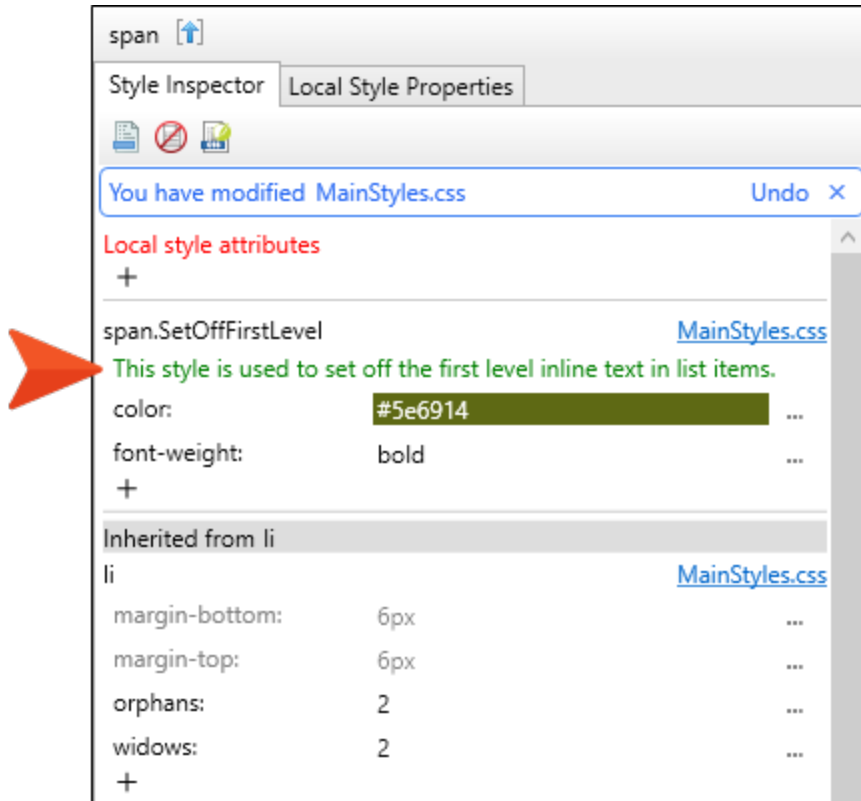 span
Style Inspector Local Style Properties
You have modified MainStyles.css Undo ×
Local style attributes
+
span.SetOffFirstLevel MainStyles.css
This style is used to set off the first level inline text in list items.
color: #5e6914 ...
font-weight: bold ...
+
Inherited from li
li MainStyles.css
margin-bottom: 6px ...
margin-top: 6px ...
orphans: 2 ...
widows: 2 ...
+